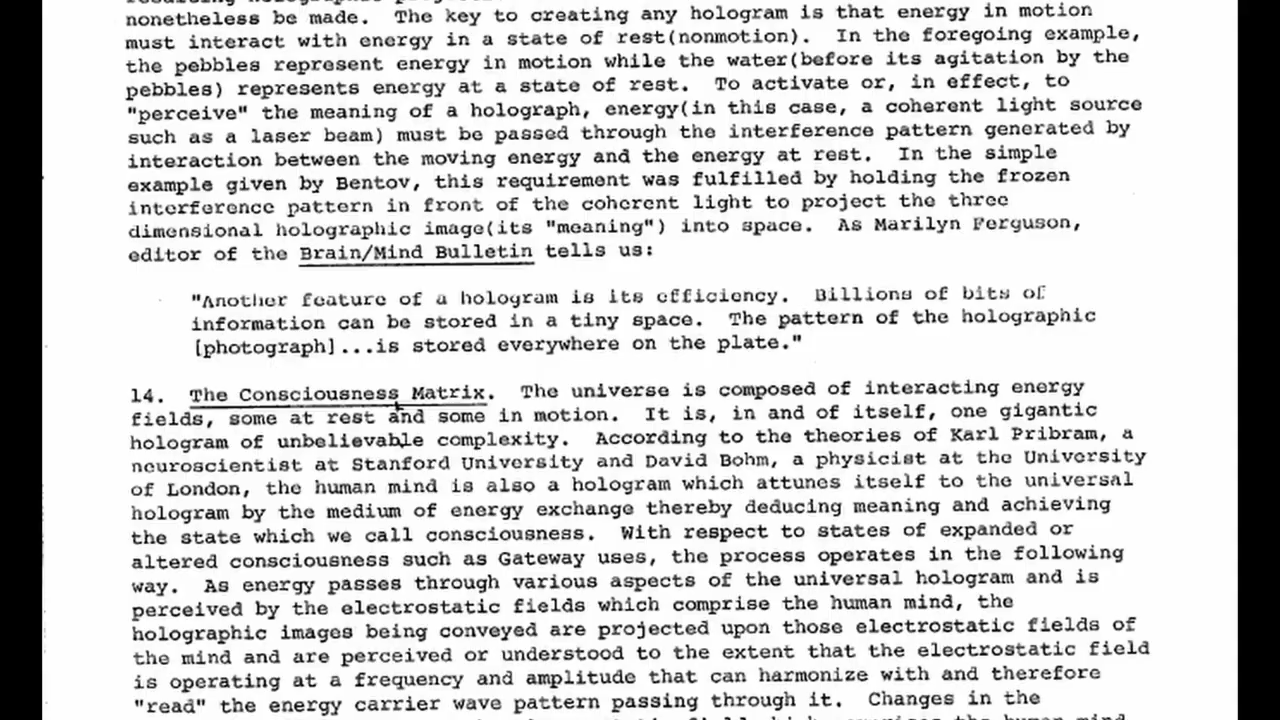 nonetheless be made.  The key to creating any hologram is that energy in motion
must interact with energy in a state of rest(nonmotion).  In the foregoing example,
the pebbles represent energy in motion while the water(before its agitation by the
pebbles) represents energy at a state of rest.  To activate or, in effect, to
"perceive" the meaning of a holograph, energy(in this case, a coherent light source
such as a laser beam) must be passed through the interference pattern generated by
interaction between the moving energy and the energy at rest.  In the simple
example given by Bentov, this requirement was fulfilled by holding the frozen
interference pattern in front of the coherent light to project the three
dimensional holographic image(its "meaning") into space.  As Marilyn Ferguson,
editor of the Brain/Mind Bulletin tells us:
"Another feature of a hologram is its efficiency.  Billions of bits of
information can be stored in a tiny space.  The pattern of the holographic
[photograph]...is stored everywhere on the plate."
14.  The Consciousness Matrix.  The universe is composed of interacting energy
fields, some at rest and some in motion.  It is, in and of itself, one gigantic
hologram of unbelievable complexity.  According to the theories of Karl Pribram, a
neuroscientist at Stanford University and David Bohm, a physicist at the University
of London, the human mind is also a hologram which attunes itself to the universal
hologram by the medium of energy exchange thereby deducing meaning and achieving
the state which we call consciousness.  With respect to states of expanded or
altered consciousness such as Gateway uses, the process operates in the following
way.  As energy passes through various aspects of the universal hologram and is
perceived by the electrostatic fields which comprise the human mind, the
holographic images being conveyed are projected upon those electrostatic fields of
the mind and are perceived or understood to the extent that the electrostatic field
is operating at a frequency and amplitude that can harmonize with and therefore
"read" the energy carrier wave pattern passing through it.  Changes in the